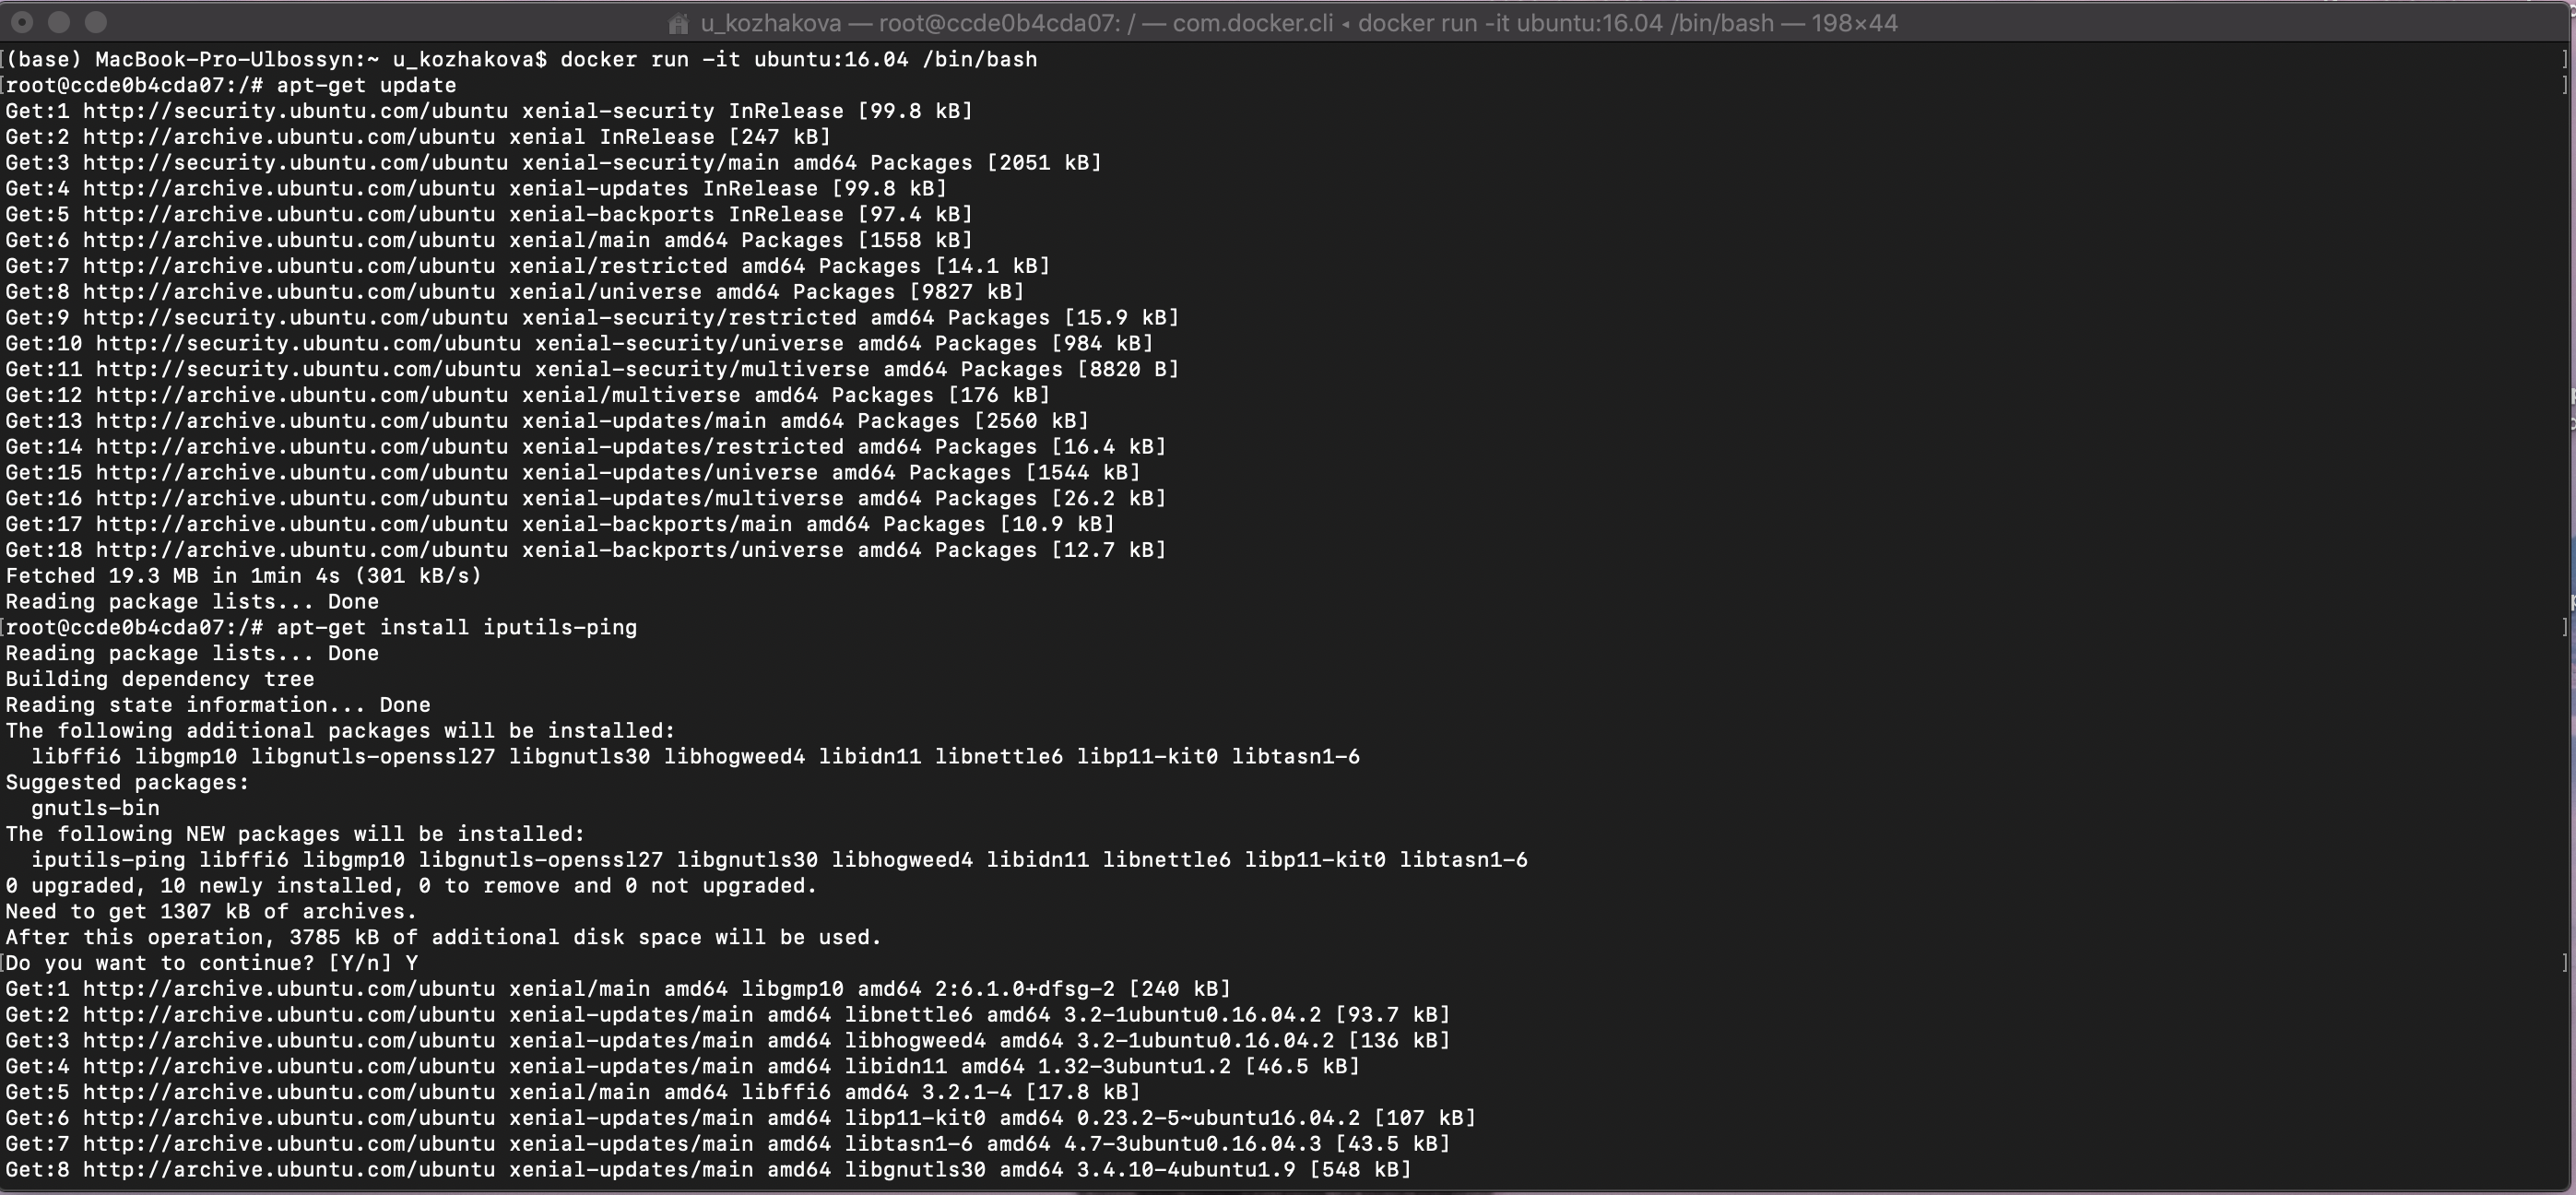 u_kozhakova — root@ccde0b4cda07: / — com.docker.cli ◂ docker run -it ubuntu:16.04 /bin/bash — 198×44
(base) MacBook-Pro-Ulbossyn:~ u_kozhakova$ docker run -it ubuntu:16.04 /bin/bash
root@ccde0b4cda07:/# apt-get update
Get:1 http://security.ubuntu.com/ubuntu xenial-security InRelease [99.8 kB]
Get:2 http://archive.ubuntu.com/ubuntu xenial InRelease [247 kB]
Get:3 http://security.ubuntu.com/ubuntu xenial-security/main amd64 Packages [2051 kB]
Get:4 http://archive.ubuntu.com/ubuntu xenial-updates InRelease [99.8 kB]
Get:5 http://archive.ubuntu.com/ubuntu xenial-backports InRelease [97.4 kB]
Get:6 http://archive.ubuntu.com/ubuntu xenial/main amd64 Packages [1558 kB]
Get:7 http://archive.ubuntu.com/ubuntu xenial/restricted amd64 Packages [14.1 kB]
Get:8 http://archive.ubuntu.com/ubuntu xenial/universe amd64 Packages [9827 kB]
Get:9 http://security.ubuntu.com/ubuntu xenial-security/restricted amd64 Packages [15.9 kB]
Get:10 http://security.ubuntu.com/ubuntu xenial-security/universe amd64 Packages [984 kB]
Get:11 http://security.ubuntu.com/ubuntu xenial-security/multiverse amd64 Packages [8820 B]
Get:12 http://archive.ubuntu.com/ubuntu xenial/multiverse amd64 Packages [176 kB]
Get:13 http://archive.ubuntu.com/ubuntu xenial-updates/main amd64 Packages [2560 kB]
Get:14 http://archive.ubuntu.com/ubuntu xenial-updates/restricted amd64 Packages [16.4 kB]
Get:15 http://archive.ubuntu.com/ubuntu xenial-updates/universe amd64 Packages [1544 kB]
Get:16 http://archive.ubuntu.com/ubuntu xenial-updates/multiverse amd64 Packages [26.2 kB]
Get:17 http://archive.ubuntu.com/ubuntu xenial-backports/main amd64 Packages [10.9 kB]
Get:18 http://archive.ubuntu.com/ubuntu xenial-backports/universe amd64 Packages [12.7 kB]
Fetched 19.3 MB in 1min 4s (301 kB/s)
Reading package lists... Done
root@ccde0b4cda07:/# apt-get install iputils-ping
Reading package lists... Done
Building dependency tree
Reading state information... Done
The following additional packages will be installed:
  libffi6 libgmp10 libgnutls-openssl27 libgnutls30 libhogweed4 libidn11 libnettle6 libp11-kit0 libtasn1-6
Suggested packages:
  gnutls-bin
The following NEW packages will be installed:
  iputils-ping libffi6 libgmp10 libgnutls-openssl27 libgnutls30 libhogweed4 libidn11 libnettle6 libp11-kit0 libtasn1-6
0 upgraded, 10 newly installed, 0 to remove and 0 not upgraded.
Need to get 1307 kB of archives.
After this operation, 3785 kB of additional disk space will be used.
Do you want to continue? [Y/n] Y
Get:1 http://archive.ubuntu.com/ubuntu xenial/main amd64 libgmp10 amd64 2:6.1.0+dfsg-2 [240 kB]
Get:2 http://archive.ubuntu.com/ubuntu xenial-updates/main amd64 libnettle6 amd64 3.2-1ubuntu0.16.04.2 [93.7 kB]
Get:3 http://archive.ubuntu.com/ubuntu xenial-updates/main amd64 libhogweed4 amd64 3.2-1ubuntu0.16.04.2 [136 kB]
Get:4 http://archive.ubuntu.com/ubuntu xenial-updates/main amd64 libidn11 amd64 1.32-3ubuntu1.2 [46.5 kB]
Get:5 http://archive.ubuntu.com/ubuntu xenial/main amd64 libffi6 amd64 3.2.1-4 [17.8 kB]
Get:6 http://archive.ubuntu.com/ubuntu xenial-updates/main amd64 libp11-kit0 amd64 0.23.2-5~ubuntu16.04.2 [107 kB]
Get:7 http://archive.ubuntu.com/ubuntu xenial-updates/main amd64 libtasn1-6 amd64 4.7-3ubuntu0.16.04.3 [43.5 kB]
Get:8 http://archive.ubuntu.com/ubuntu xenial-updates/main amd64 libgnutls30 amd64 3.4.10-4ubuntu1.9 [548 kB]